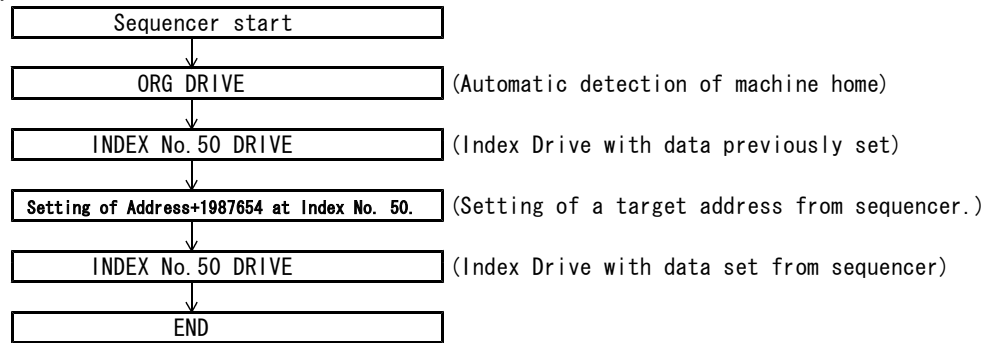 Sequencer start
ORG DRIVE (Automatic detection of machine home)
INDEX No.50 DRIVE (Index Drive with data previously set)
Setting of Address+1987654 at Index No. 50. (Setting of a target address from sequencer.)
INDEX No.50 DRIVE (Index Drive with data set from sequencer)
END